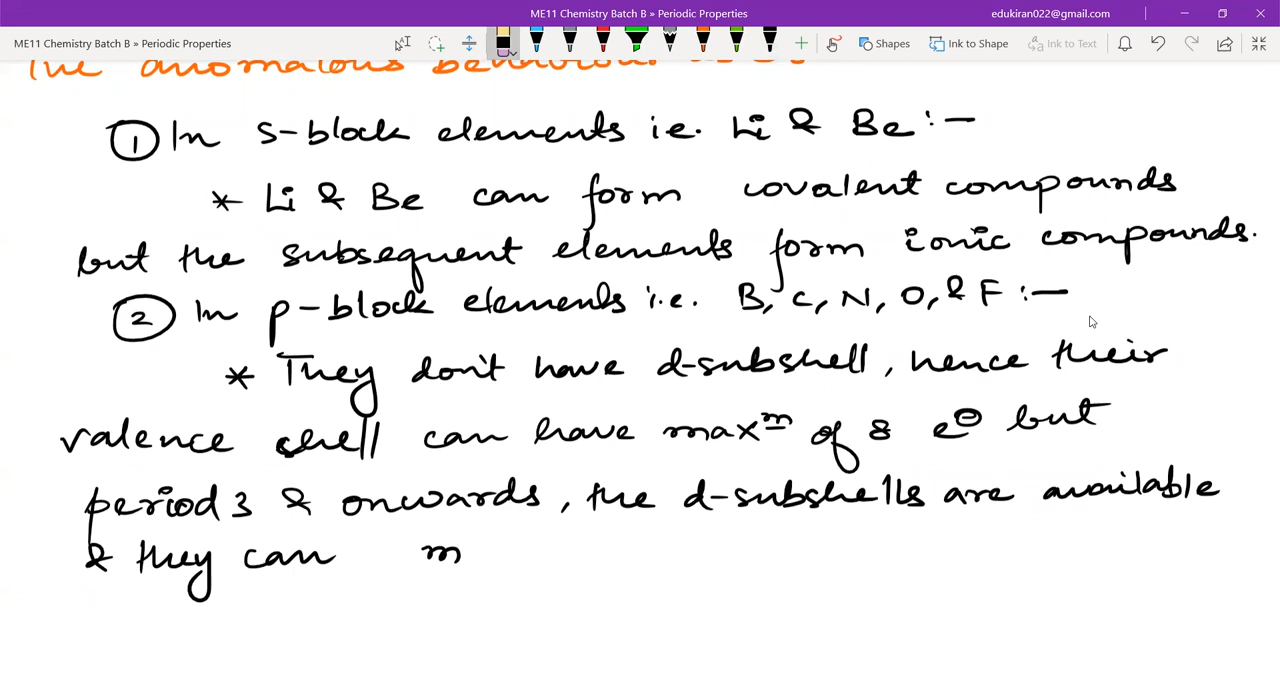 ME11 Chemistry Batch B » Periodic Properties
edukiran022@gmail.com
ME11 Chemistry Batch B » Periodic Properties
Shapes
Ink to Shape
Ink to Text
The anomalous behaviour
① In s-block elements i.e. Li & Be :-
* Li & Be can form covalent compounds
but the subsequent elements form ionic compounds.
② In p-block elements i.e. B, C, N, O, & F :-
* They don't have d-subshell, hence their
valence shell can have maxᵐ of 8 e⊖ but
period 3 & onwards, the d-subshells are available
& they can m